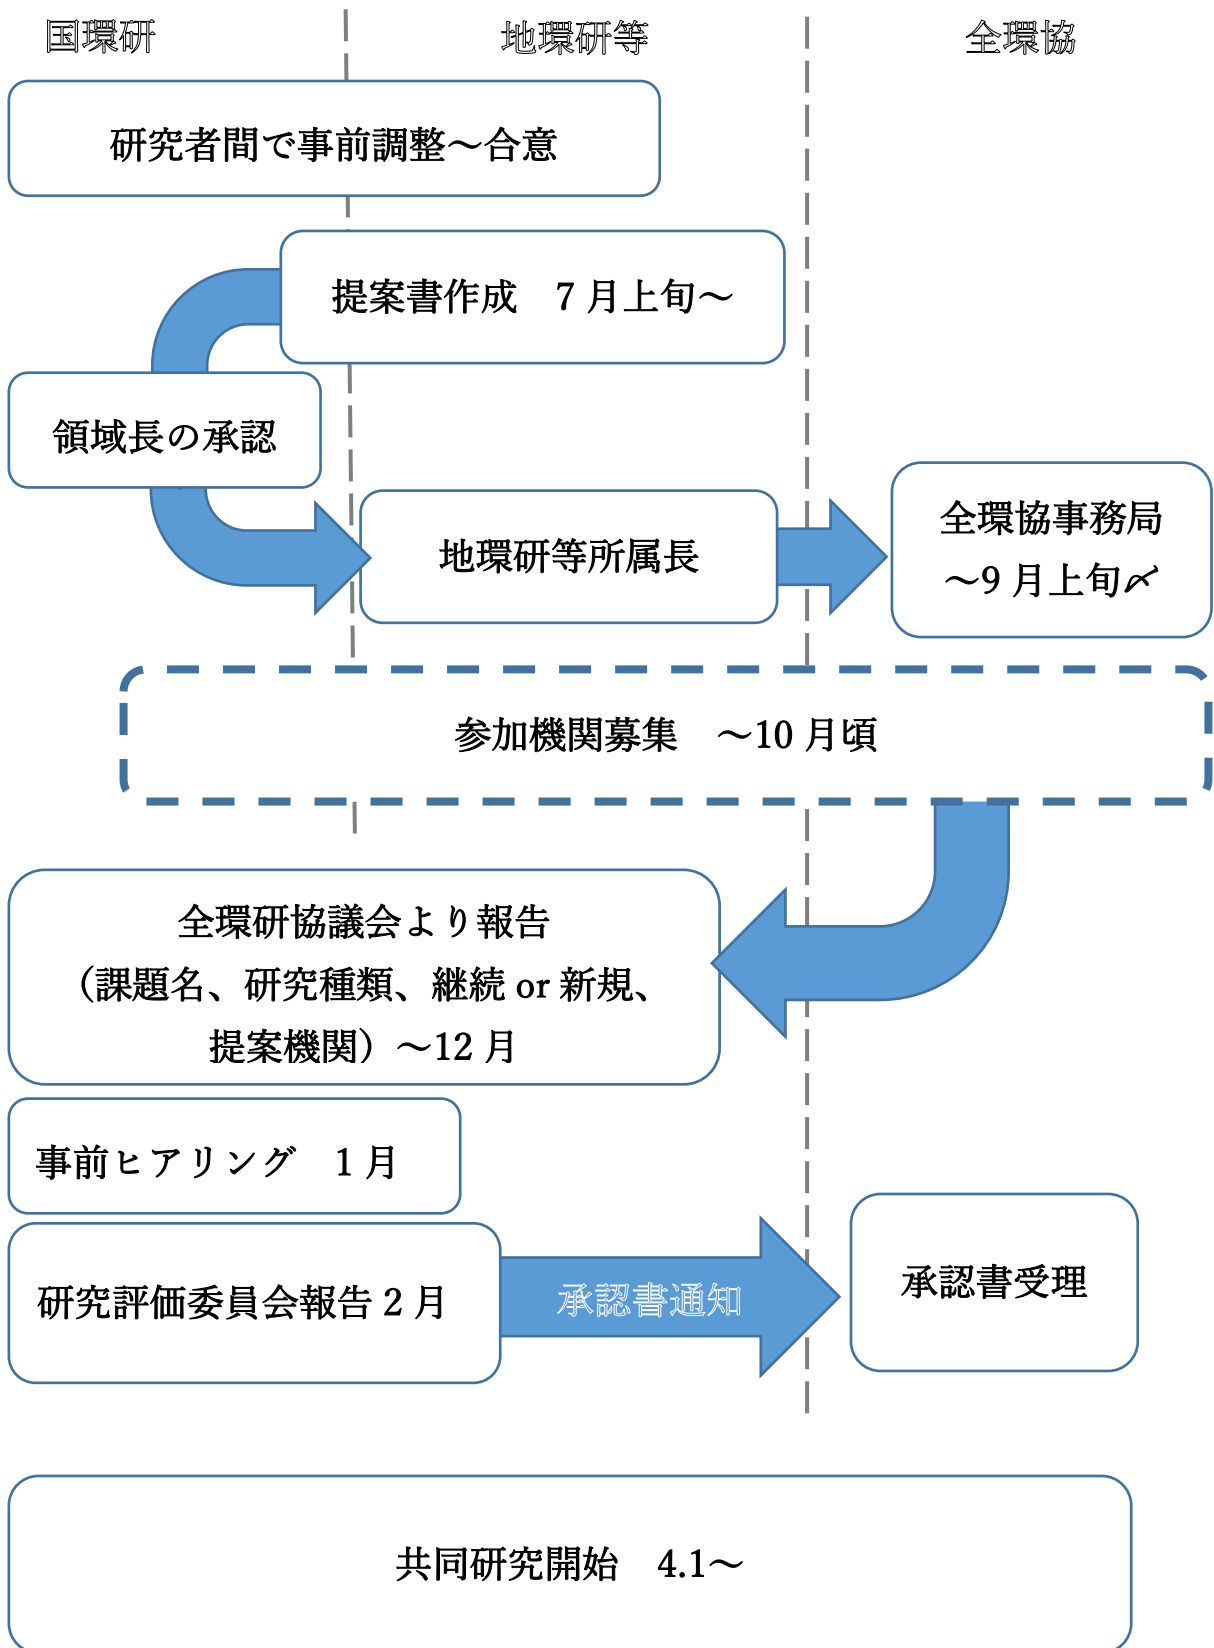 国環研
地環研等
全環協
研究者間で事前調整～合意
提案書作成　7月上旬～
領域長の承認
地環研等所属長
全環協事務局
～9月上旬〆
参加機関募集　～10月頃
全環研協議会より報告
（課題名、研究種類、継続 or 新規、
提案機関）～12月
事前ヒアリング　1月
研究評価委員会報告2月
承認書通知
承認書受理
共同研究開始　4.1～